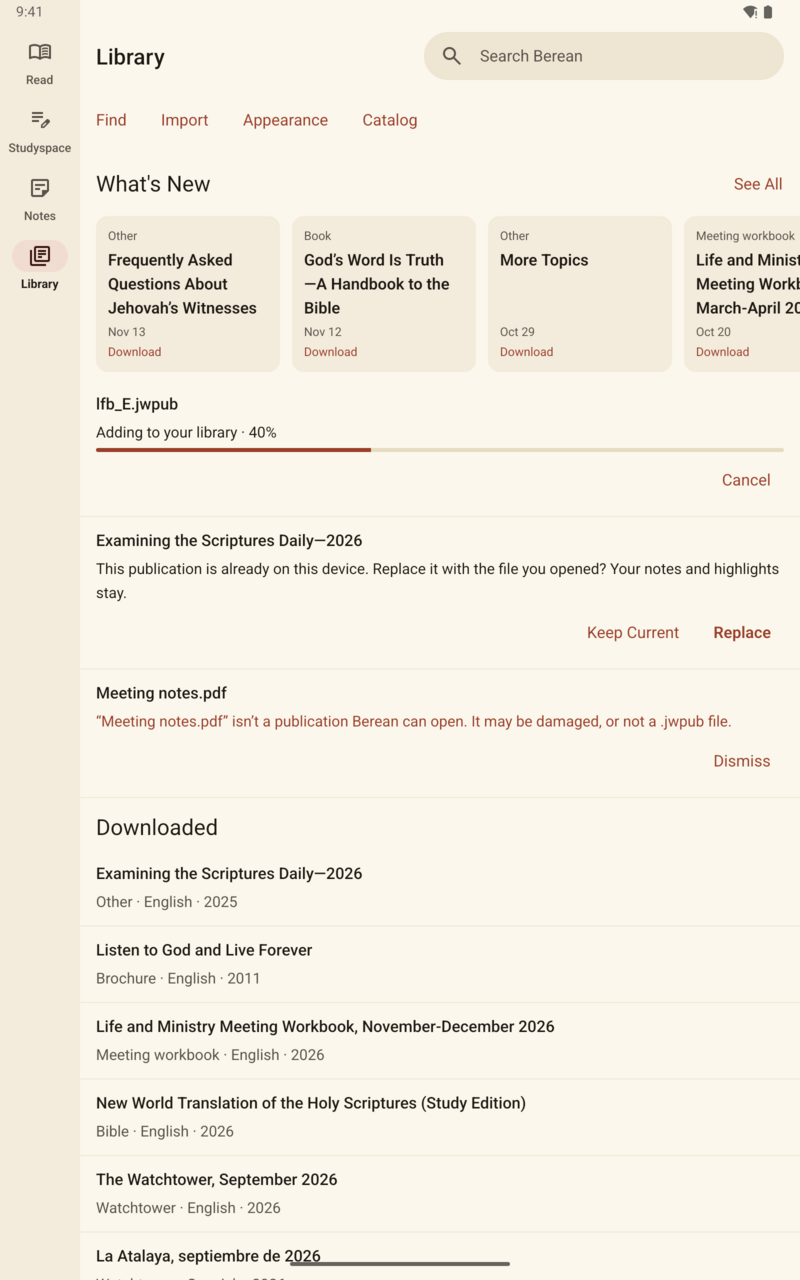 9:41
Read
Studyspace
Notes
Library
Library
Search Berean
Find
Import
Appearance
Catalog
What's New
See All
Other
Frequently Asked
Questions About
Jehovah’s Witnesses
Nov 13
Download
Book
God’s Word Is Truth
—A Handbook to the
Bible
Nov 12
Download
Other
More Topics
Oct 29
Download
Meeting workbook
Life and Minist
Meeting Workb
March-April 20
Oct 20
Download
lfb_E.jwpub
Adding to your library · 40%
Cancel
Examining the Scriptures Daily—2026
This publication is already on this device. Replace it with the file you opened? Your notes and highlights
stay.
Keep Current
Replace
Meeting notes.pdf
“Meeting notes.pdf” isn’t a publication Berean can open. It may be damaged, or not a .jwpub file.
Dismiss
Downloaded
Examining the Scriptures Daily—2026
Other · English · 2025
Listen to God and Live Forever
Brochure · English · 2011
Life and Ministry Meeting Workbook, November-December 2026
Meeting workbook · English · 2026
New World Translation of the Holy Scriptures (Study Edition)
Bible · English · 2026
The Watchtower, September 2026
Watchtower · English · 2026
La Atalaya, septiembre de 2026